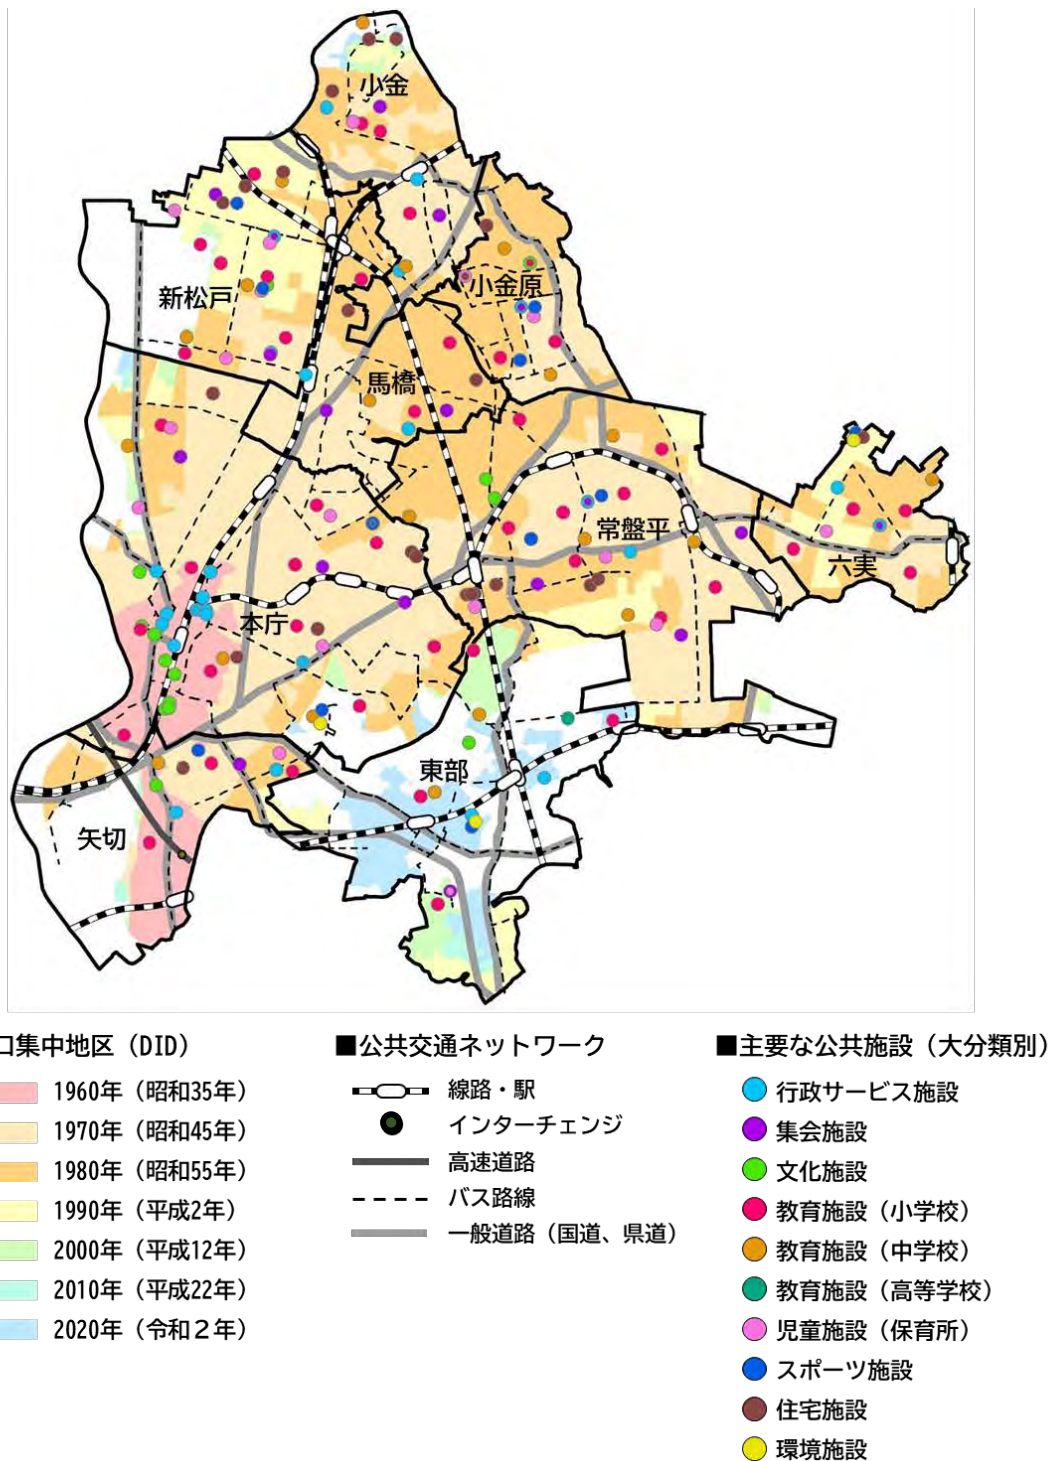 小金
小金原
新松戸
馬橋
常盤平
六実
本庁
東部
矢切
口集中地区（DID）
1960年（昭和35年）
1970年（昭和45年）
1980年（昭和55年）
1990年（平成2年）
2000年（平成12年）
2010年（平成22年）
2020年（令和２年）
■公共交通ネットワーク
線路・駅
インターチェンジ
高速道路
バス路線
一般道路（国道、県道）
■主要な公共施設（大分類別）
行政サービス施設
集会施設
文化施設
教育施設（小学校）
教育施設（中学校）
教育施設（高等学校）
児童施設（保育所）
スポーツ施設
住宅施設
環境施設